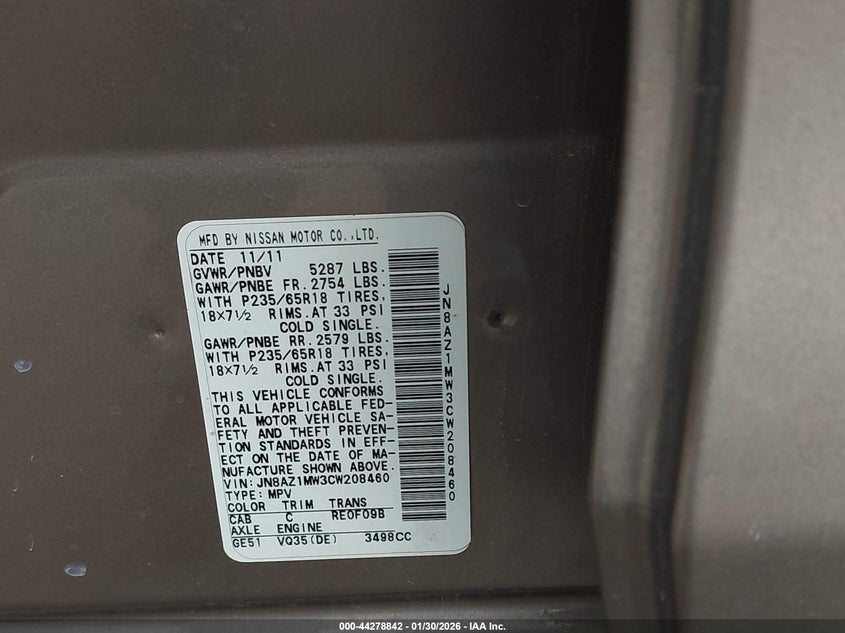 MFD BY NISSAN MOTOR CO.,LTD.
DATE 11/11
GVWR/PNBV 5287 LBS.
GAWR/PNBE FR. 2754 LBS.
WITH P235/65R18 TIRES,
18×7½ RIMS.AT 33 PSI
COLD SINGLE.
GAWR/PNBE RR. 2579 LBS.
WITH P235/65R18 TIRES,
18×7½ RIMS.AT 33 PSI
COLD SINGLE.
THIS VEHICLE CONFORMS
TO ALL APPLICABLE FED-
ERAL MOTOR VEHICLE SA-
FETY AND THEFT PREVEN-
TION STANDARDS IN EFF-
ECT ON THE DATE OF MA-
NUFACTURE SHOWN ABOVE.
VIN:JN8AZ1MW3CW208460
TYPE:MPV
COLOR TRIM TRANS
CAB C RE0F09B
AXLE ENGINE
GE51 VQ35(DE) 3498CC
JN8AZ1MW3CW208460
000-44278842 - 01/30/2026 - IAA Inc.